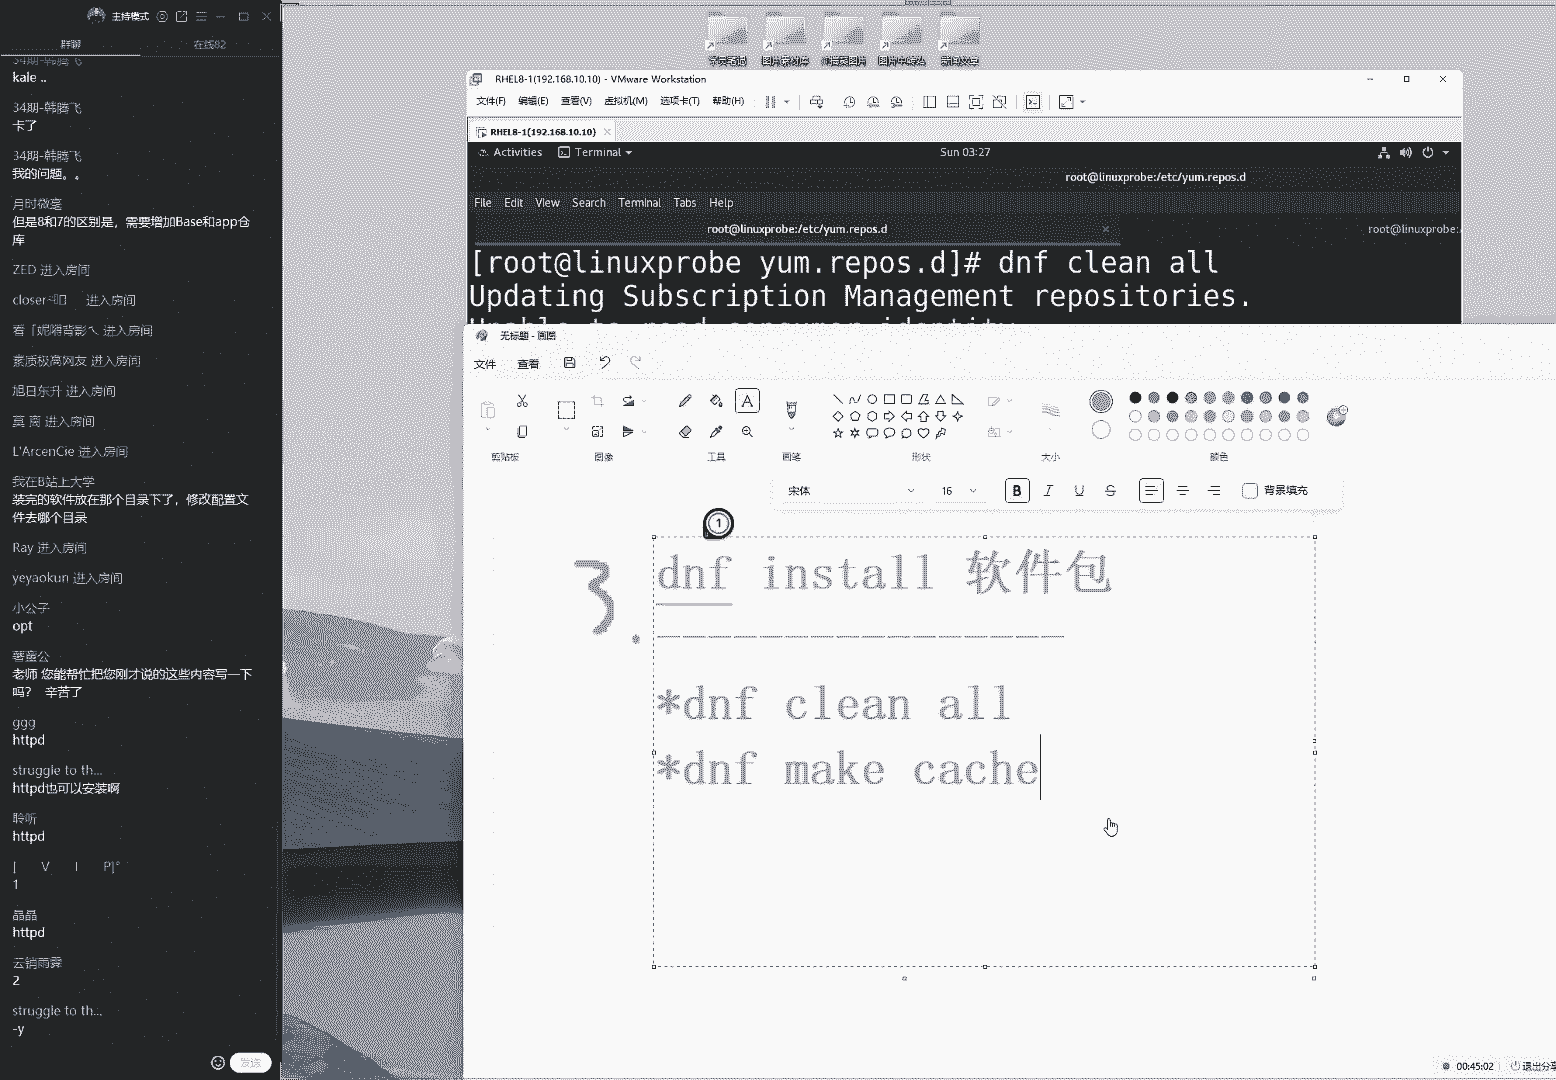 主持模式
群聊
在线82
34期-韩腾飞
kale ..
34期-韩腾飞
卡了
34期-韩腾飞
我的问题。。
但是8和7的区别是，需要增加Base和app仓
库
ZED 进入房间
closer
进入房间
进入房间
素质极高网友 进入房间
旭日东升 进入房间
莫 离 进入房间
L'ArcenCie 进入房间
我在B站上大学
装完的软件放在那个目录下了，修改配置文
件去哪个目录
Ray 进入房间
yeyaokun 进入房间
小公子
opt
老师 您能帮忙把您刚才说的这些内容写一下
吗？ 辛苦了
ggg
httpd
struggle to th...
httpd也可以安装啊
聆听
httpd
[ V I P]°
1
晶晶
httpd
云销雨霁
2
struggle to th...
-y
发送
RHEL8-1(192.168.10.10) - VMware Workstation
文件(F) 编辑(E) 查看(V) 虚拟机(M) 选项卡(T) 帮助(H)
RHEL8-1(192.168.10.10)
Activities Terminal Sun 03:27
root@linuxprobe:/etc/yum.repos.d
File Edit View Search Terminal Tabs Help
root@linuxprobe:/etc/yum.repos.d root@linuxprobe:
[root@linuxprobe yum.repos.d]# dnf clean all
Updating Subscription Management repositories.
Unable to read consumer identity
无标题 - 画图
文件 查看
剪贴板 图像 工具 画笔 形状 大小 颜色
宋体 16 B I U S 背景填充
1
3. dnf install 软件包
*dnf clean all
*dnf make cache
00:45:02 退出分享